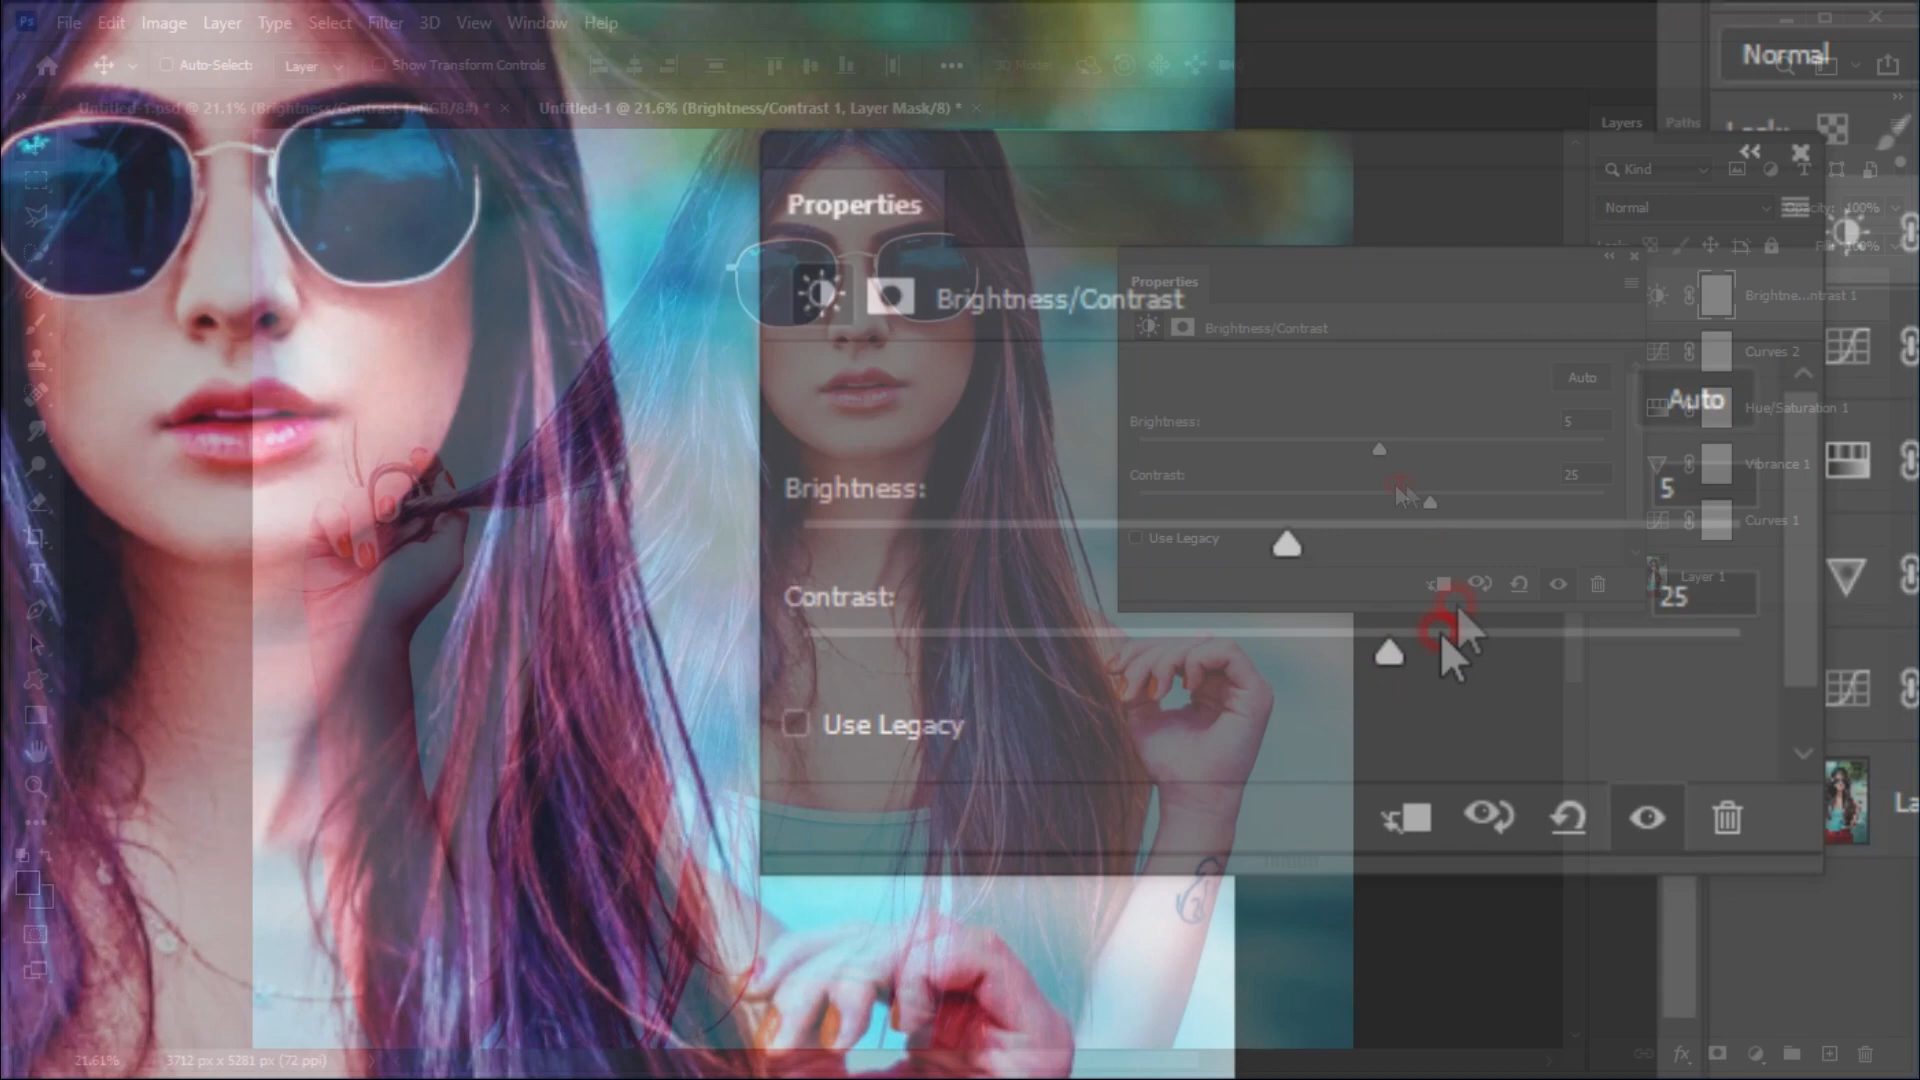 Ps File Edit Image Layer Type Select Filter 3D View Window Help
Auto-Select: Layer Show Transform Controls
Normal
Untitled-1.psd @ 21.1% (Brightness/Contrast 1, RGB/8#) * × Untitled-1 @ 21.6% (Brightness/Contrast 1, Layer Mask/8) * ×
Layers Paths
Kind
Normal Opacity: 100%
100%
Properties
Brightness/Contrast
Auto
Brightness: 5
Contrast: 25
Use Legacy
Properties
Brightness/Contrast
Auto
Brightness: 5
Contrast: 25
Use Legacy
Brightne...ntrast 1
Curves 2
Hue/Saturation 1
Vibrance 1
Curves 1
Layer 1
La
21.61% 3712 px x 5281 px (72 ppi)
fx